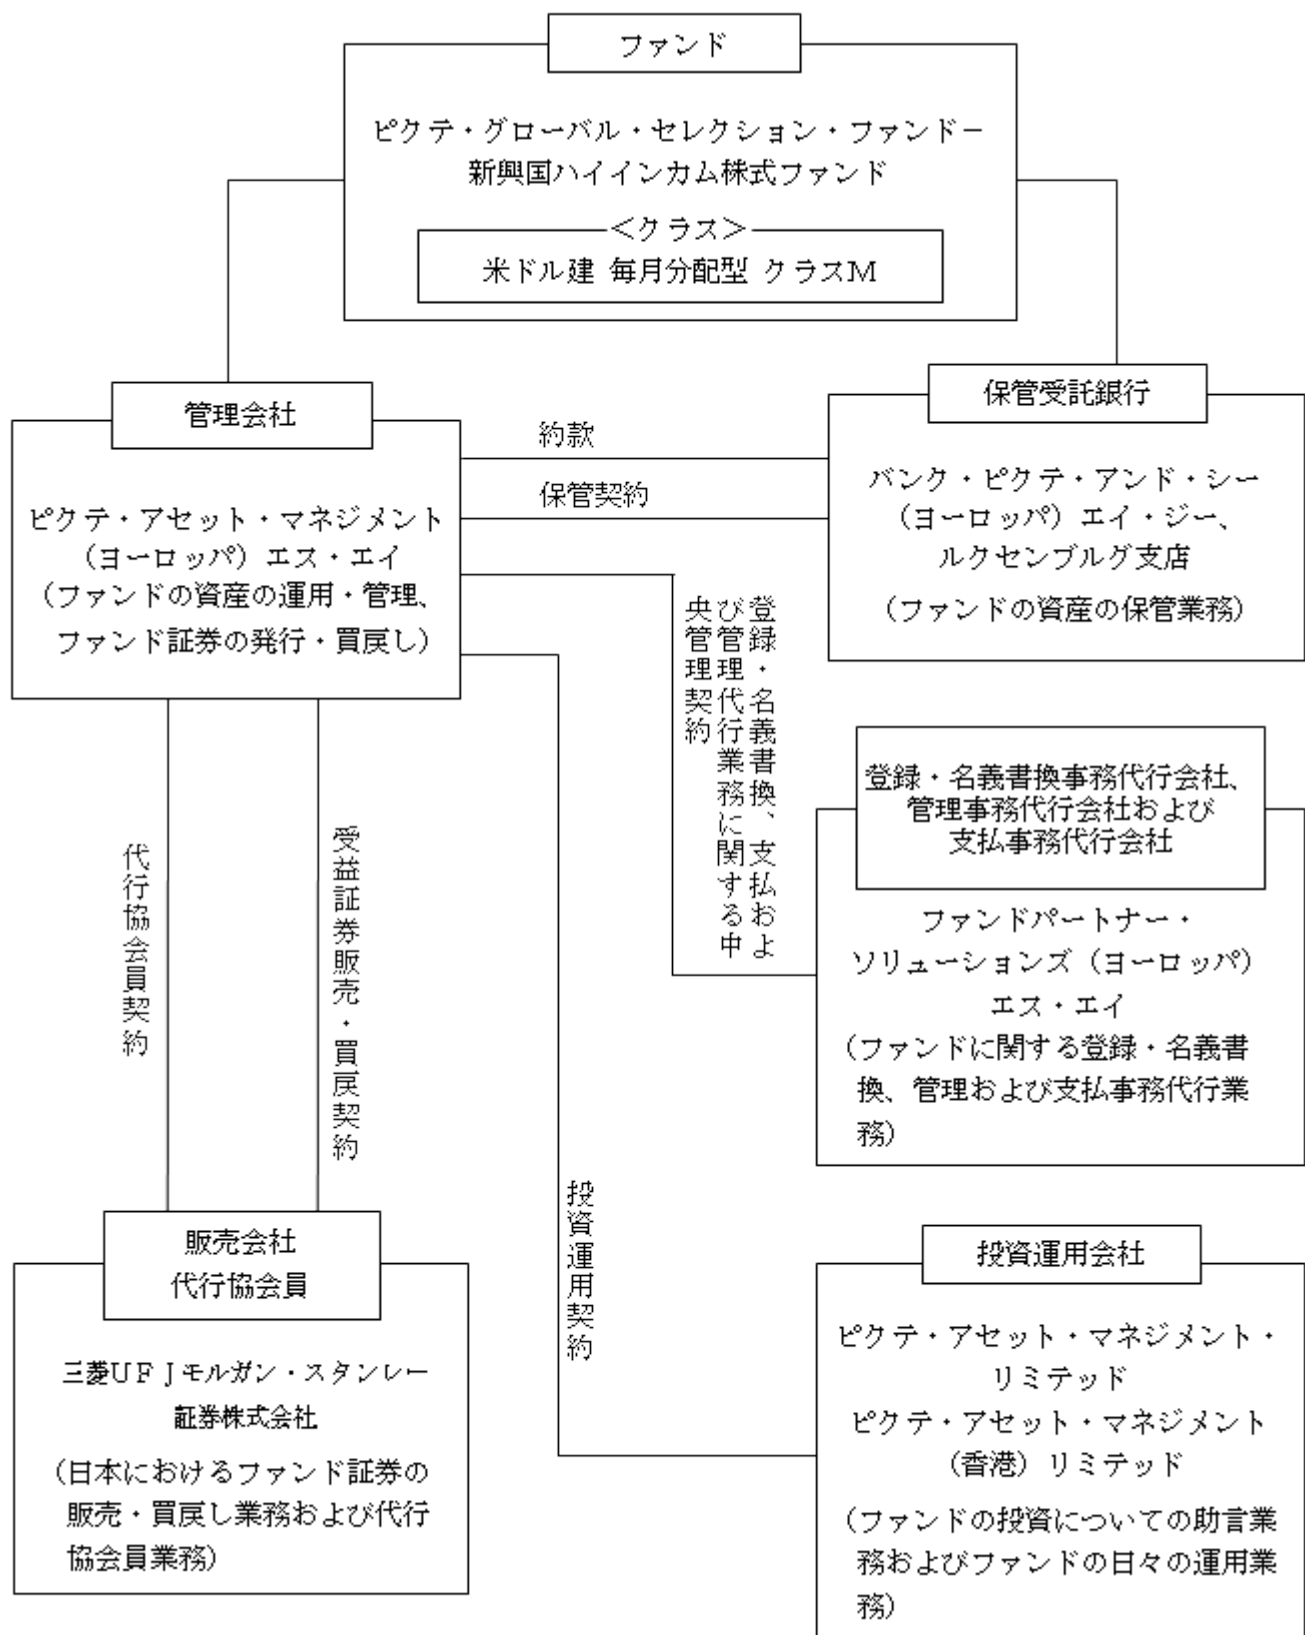 ファンド
ピクテ・グローバル・セレクション・ファンド－
新興国ハイインカム株式ファンド
＜クラス＞
米ドル建 毎月分配型 クラスＭ
管理会社
ピクテ・アセット・マネジメント
（ヨーロッパ）エス・エイ
（ファンドの資産の運用・管理、
ファンド証券の発行・買戻し）
約款
保管契約
保管受託銀行
バンク・ピクテ・アンド・シー
（ヨーロッパ）エイ・ジー、
ルクセンブルグ支店
（ファンドの資産の保管業務）
登録・名義書換、支払およ
び管理代行業務に関する中
央管理契約
登録・名義書換事務代行会社、
管理事務代行会社および
支払事務代行会社
ファンドパートナー・
ソリューションズ（ヨーロッパ）
エス・エイ
（ファンドに関する登録・名義書
換、管理および支払事務代行業
務）
代行協会員契約
受益証券販売・買戻契約
投資運用契約
販売会社
代行協会員
三菱ＵＦＪモルガン・スタンレー
証券株式会社
（日本におけるファンド証券の
販売・買戻し業務および代行
協会員業務）
投資運用会社
ピクテ・アセット・マネジメント・
リミテッド
ピクテ・アセット・マネジメント
（香港）リミテッド
（ファンドの投資についての助言業
務およびファンドの日々の運用業
務）